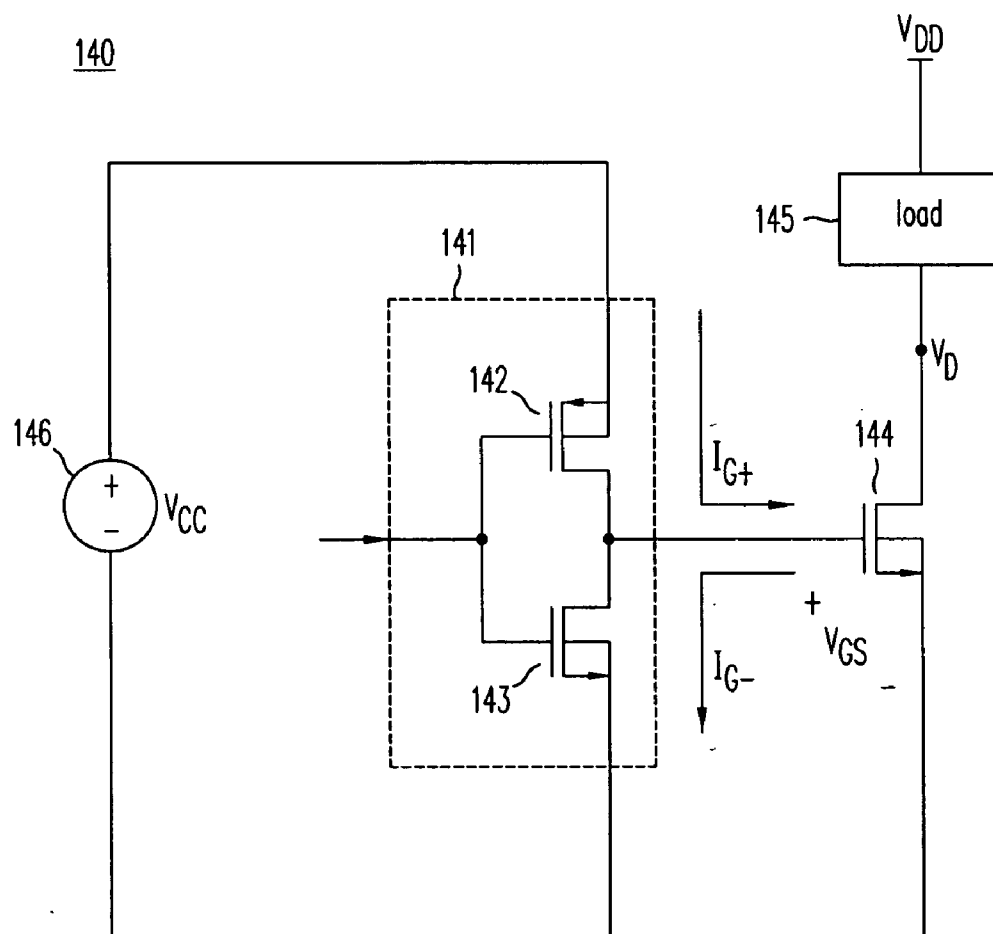 140
V_DD
145
load
141
V_D
142
146
144
I_G+
+
-
V_CC
+
V_GS
-
I_G-
143